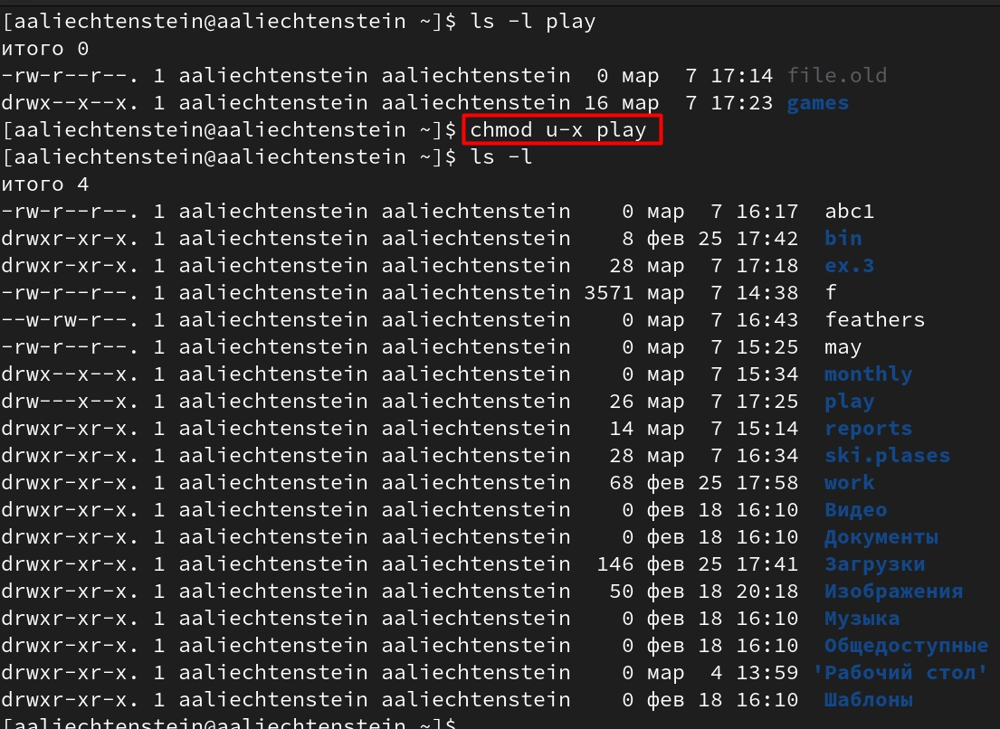 [aaliechtenstein@aaliechtenstein ~]$ ls -l play
итого 0
-rw-r--r--. 1 aaliechtenstein aaliechtenstein  0 мар  7 17:14 file.old
drwx--x--x. 1 aaliechtenstein aaliechtenstein 16 мар  7 17:23 games
[aaliechtenstein@aaliechtenstein ~]$ chmod u-x play
[aaliechtenstein@aaliechtenstein ~]$ ls -l
итого 4
-rw-r--r--. 1 aaliechtenstein aaliechtenstein    0 мар  7 16:17  abc1
drwxr-xr-x. 1 aaliechtenstein aaliechtenstein    8 фев 25 17:42  bin
drwxr-xr-x. 1 aaliechtenstein aaliechtenstein   28 мар  7 17:18  ex.3
-rw-r--r--. 1 aaliechtenstein aaliechtenstein 3571 мар  7 14:38  f
--w-rw-r--. 1 aaliechtenstein aaliechtenstein    0 мар  7 16:43  feathers
-rw-r--r--. 1 aaliechtenstein aaliechtenstein    0 мар  7 15:25  may
drwx--x--x. 1 aaliechtenstein aaliechtenstein    0 мар  7 15:34  monthly
drw---x--x. 1 aaliechtenstein aaliechtenstein   26 мар  7 17:25  play
drwxr-xr-x. 1 aaliechtenstein aaliechtenstein   14 мар  7 15:14  reports
drwxr-xr-x. 1 aaliechtenstein aaliechtenstein   28 мар  7 16:34  ski.plases
drwxr-xr-x. 1 aaliechtenstein aaliechtenstein   68 фев 25 17:58  work
drwxr-xr-x. 1 aaliechtenstein aaliechtenstein    0 фев 18 16:10  Видео
drwxr-xr-x. 1 aaliechtenstein aaliechtenstein    0 фев 18 16:10  Документы
drwxr-xr-x. 1 aaliechtenstein aaliechtenstein  146 фев 25 17:41  Загрузки
drwxr-xr-x. 1 aaliechtenstein aaliechtenstein   50 фев 18 20:18  Изображения
drwxr-xr-x. 1 aaliechtenstein aaliechtenstein    0 фев 18 16:10  Музыка
drwxr-xr-x. 1 aaliechtenstein aaliechtenstein    0 фев 18 16:10  Общедоступные
drwxr-xr-x. 1 aaliechtenstein aaliechtenstein    0 мар  4 13:59 'Рабочий стол'
drwxr-xr-x. 1 aaliechtenstein aaliechtenstein    0 фев 18 16:10  Шаблоны
[aaliechtenstein@aaliechtenstein ~]$